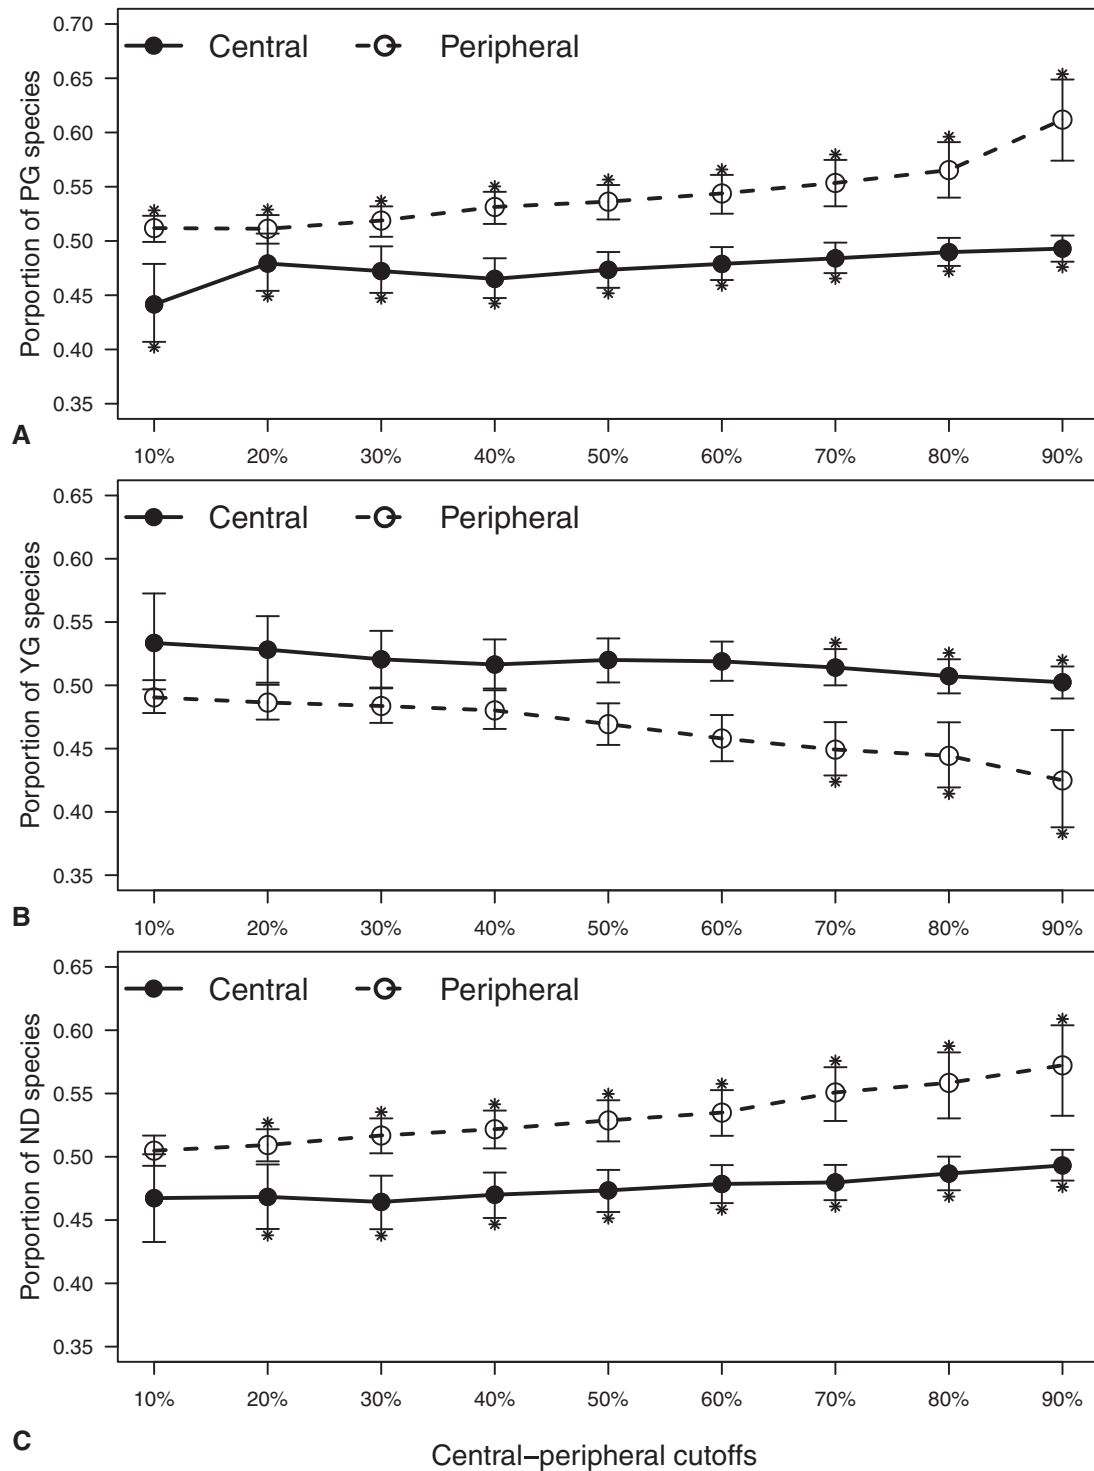 0.70
0.65
0.60
0.55
0.50
0.45
0.40
0.35
Porportion of PG species
Central Peripheral
* * * * * * * * *
* * * * * * * * *
A
10% 20% 30% 40% 50% 60% 70% 80% 90%
0.65
0.60
0.55
0.50
0.45
0.40
0.35
Porportion of YG species
Central Peripheral
* * *
* * *
B
10% 20% 30% 40% 50% 60% 70% 80% 90%
0.65
0.60
0.55
0.50
0.45
0.40
0.35
Porportion of ND species
Central Peripheral
* * * * * * * *
* * * * * * * *
10% 20% 30% 40% 50% 60% 70% 80% 90%
C
Central–peripheral cutoffs